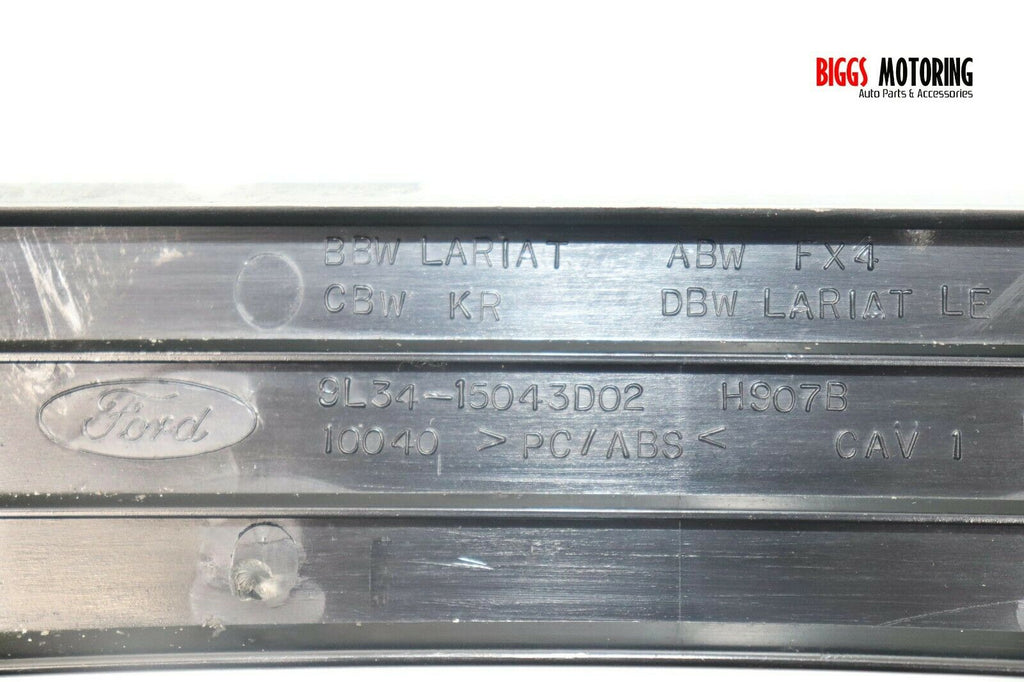 BIGGS MOTORING
Auto Parts & Accessories
BBW LARIAT ABW FX4
CBW KR DBW LARIAT LE
Ford 9L34-15043D02 H907B
10040 >PC/ABS< CAV 1